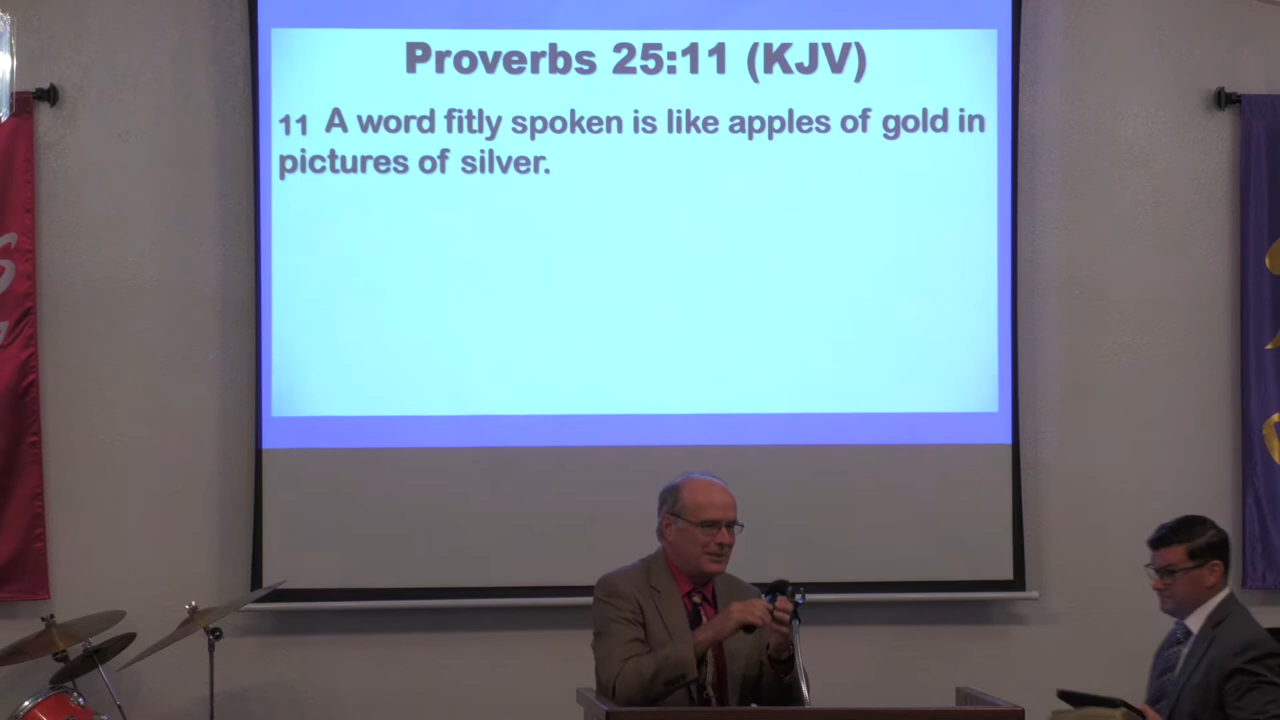 Proverbs 25:11 (KJV)
11 A word fitly spoken is like apples of gold in
pictures of silver.